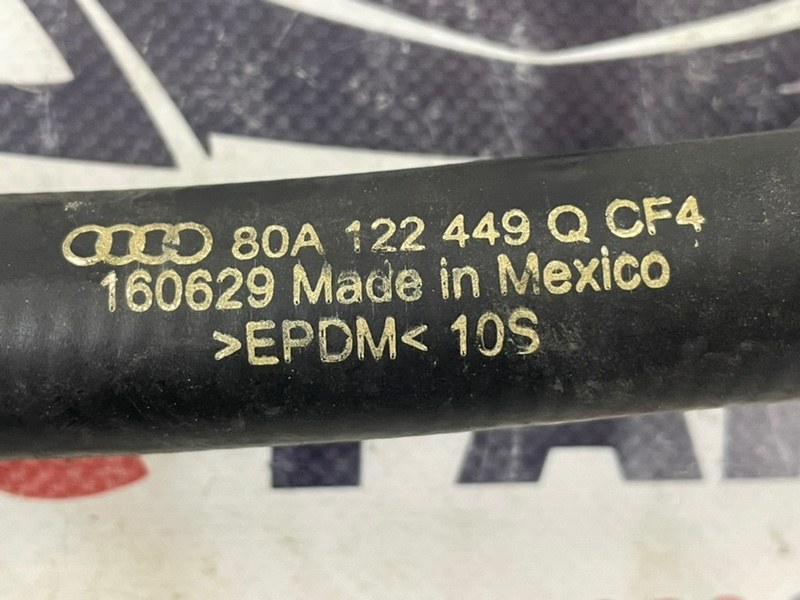 80A 122 449 Q CF4
160629 Made in Mexico
>EPDM< 10S